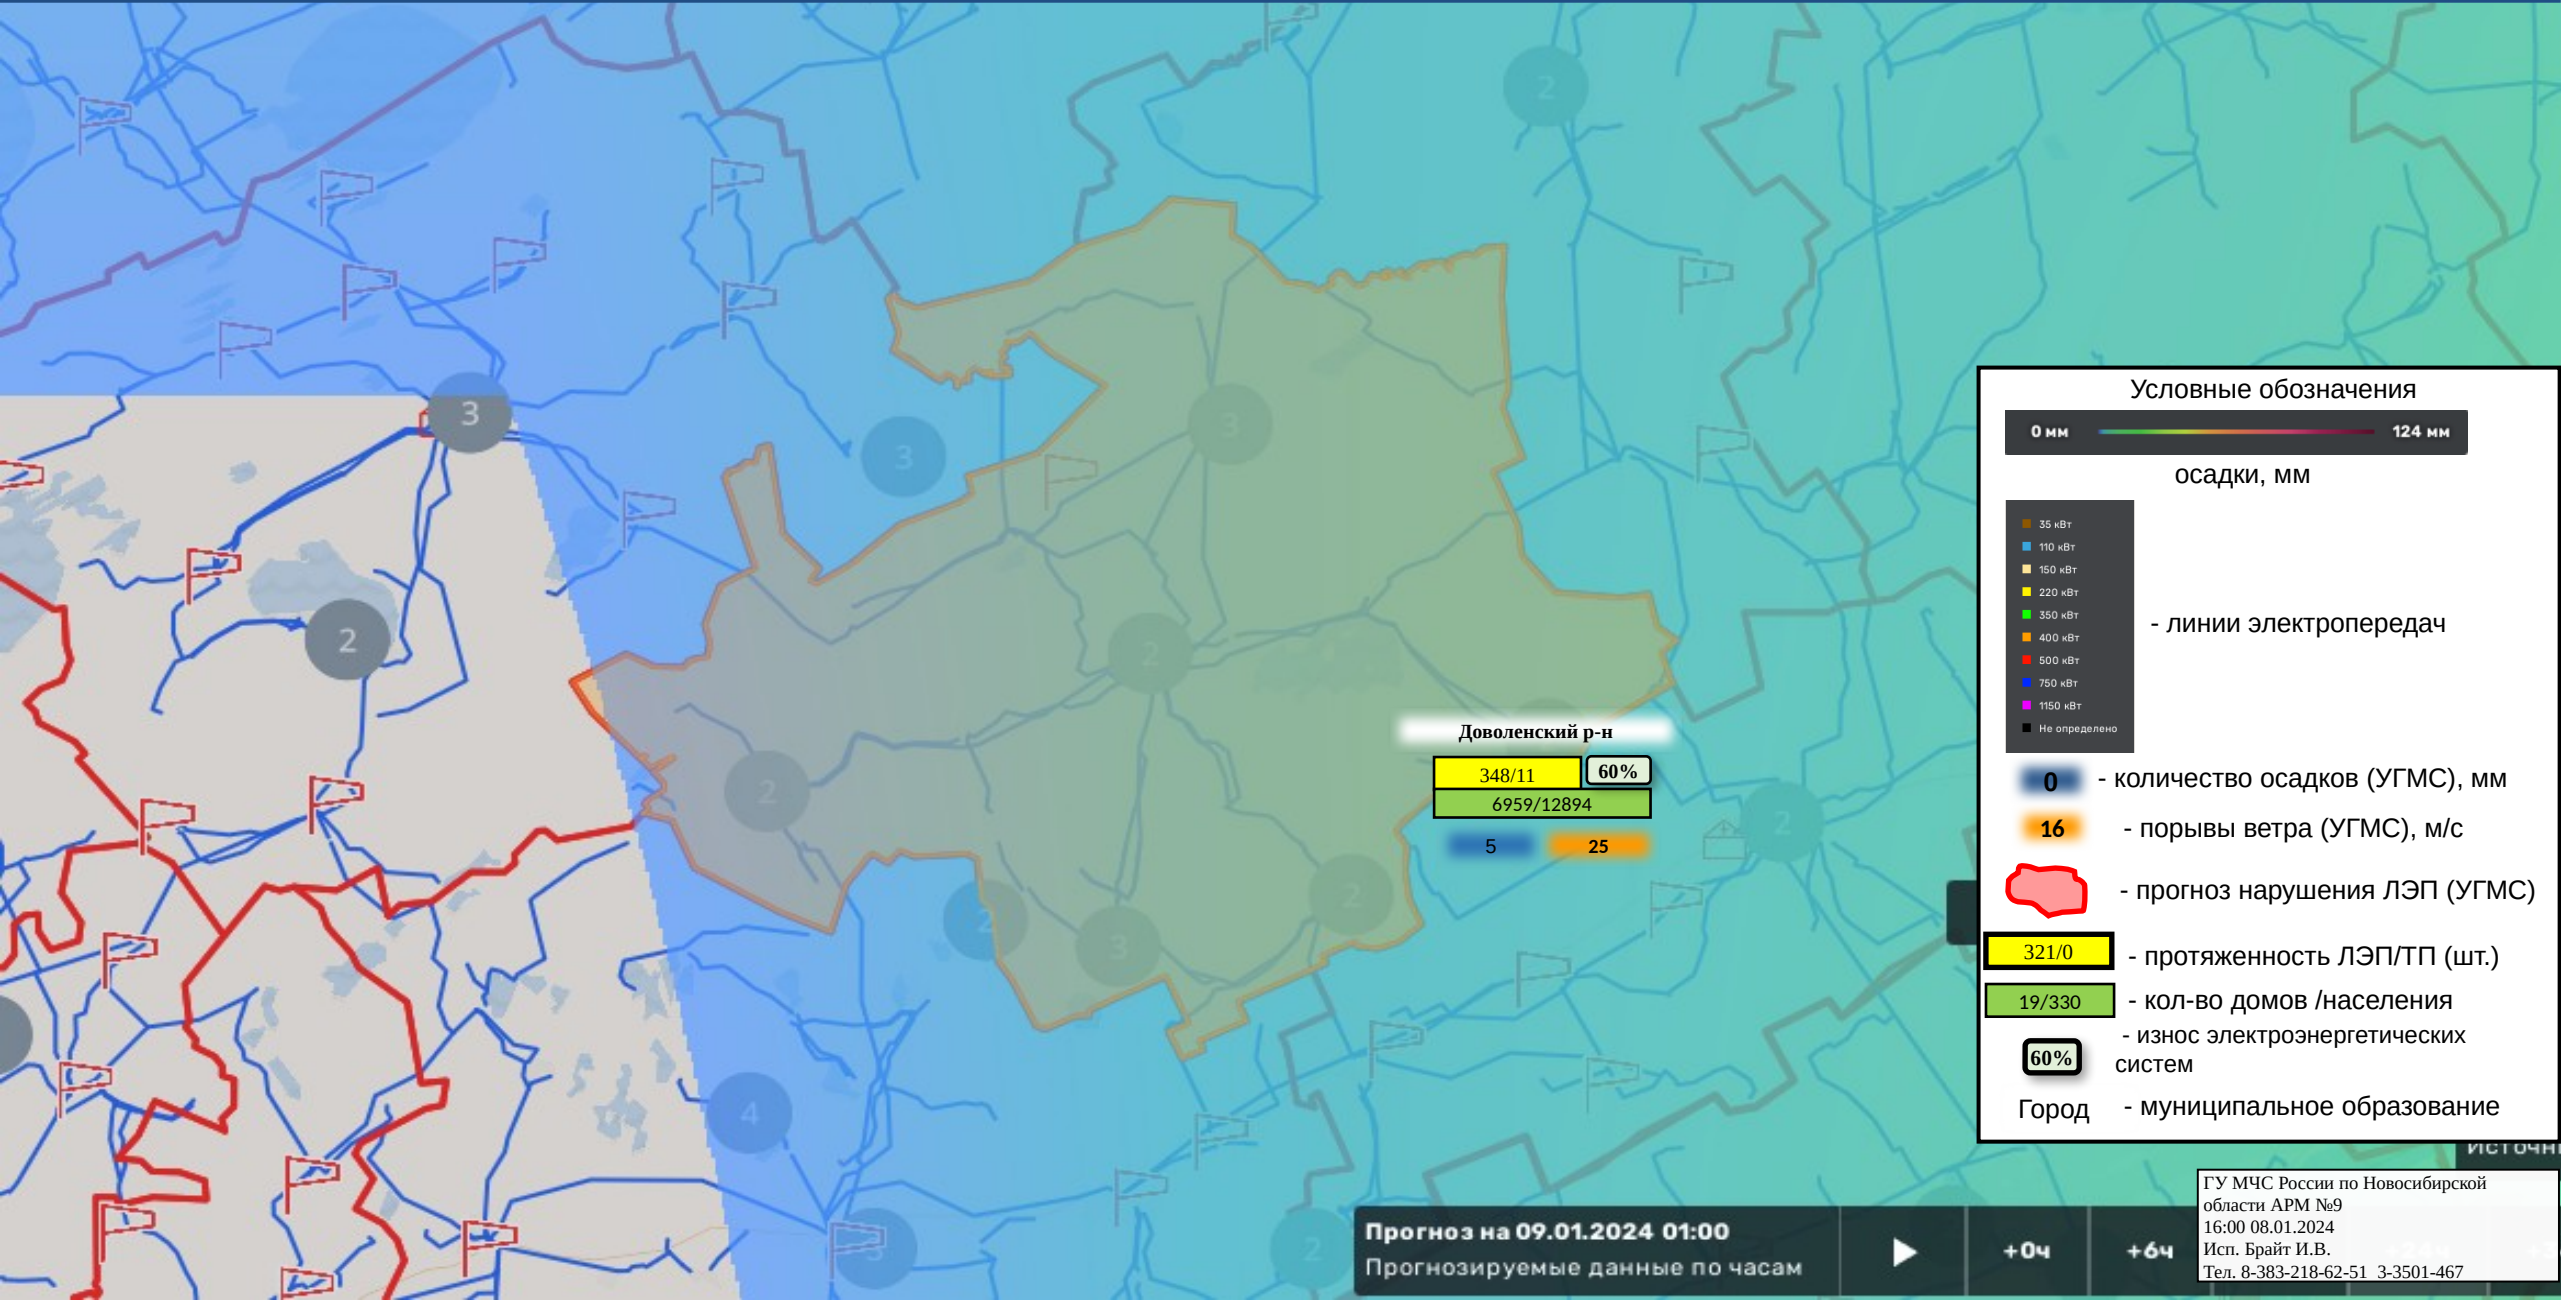 2
3
3
3
2
2
2
Доволенский р-н
348/11
60%
6959/12894
5
25
2
2
2
3
4
2
Условные обозначения
0 мм
124 мм
осадки, мм
35 кВт
110 кВт
150 кВт
220 кВт
350 кВт
400 кВт
500 кВт
750 кВт
1150 кВт
Не определено
- линии электропередач
0 - количество осадков (УГМС), мм
16 - порывы ветра (УГМС), м/с
- прогноз нарушения ЛЭП (УГМС)
321/0 - протяженность ЛЭП/ТП (шт.)
19/330 - кол-во домов /населения
60% - износ электроэнергетических
систем
Город - муниципальное образование
Прогноз на 09.01.2024 01:00
Прогнозируемые данные по часам
+0ч
+6ч
ГУ МЧС России по Новосибирской
области АРМ №9
16:00 08.01.2024
Исп. Брайт И.В.
Тел. 8-383-218-62-51 3-3501-467